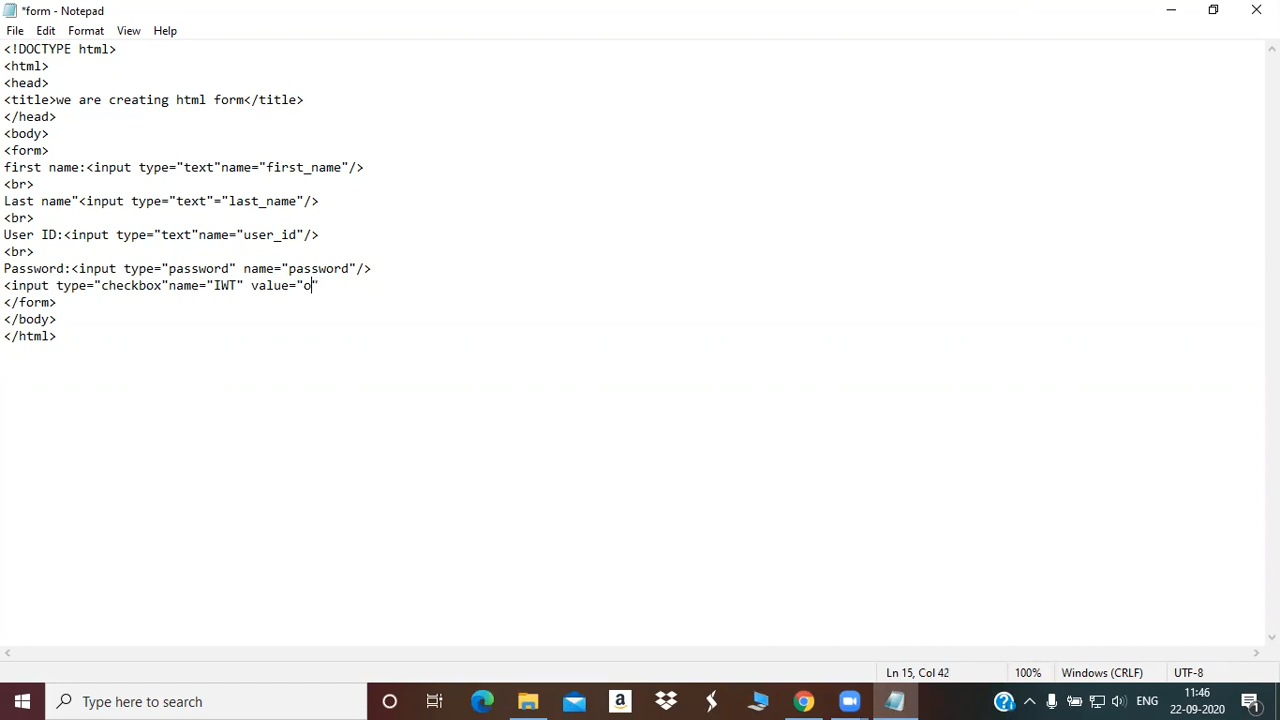 *form - Notepad
File Edit Format View Help
<!DOCTYPE html>
<html>
<head>
<title>we are creating html form</title>
</head>
<body>
<form>
first name:<input type="text"name="first_name"/>
<br>
Last name"<input type="text"="last_name"/>
<br>
User ID:<input type="text"name="user_id"/>
<br>
Password:<input type="password" name="password"/>
<input type="checkbox"name="IWT" value="o"
</form>
</body>
</html>
Ln 15, Col 42 100% Windows (CRLF) UTF-8
Type here to search
a
ENG
11:46
22-09-2020
1